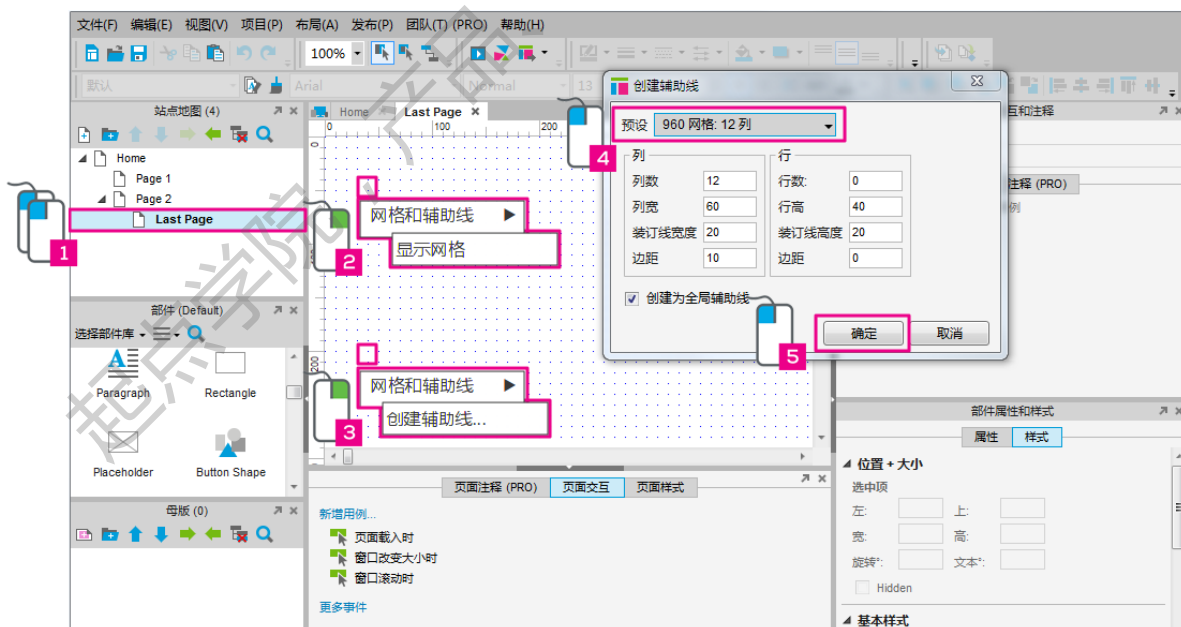 文件(F) 编辑(E) 视图(V) 项目(P) 布局(A) 发布(P) 团队(T) (PRO) 帮助(H)
100%
默认 Arial Normal 13
站点地图 (4)
Home
Page 1
Page 2
Last Page
1
部件 (Default)
选择部件库
Paragraph Rectangle
Placeholder Button Shape
母版 (0)
Home Last Page
0 100 200
0
100
200
网格和辅助线
显示网格
2
网格和辅助线
创建辅助线...
3
创建辅助线
预设 960 网格: 12 列
4
列 行
列数 12 行数: 0
列宽 60 行高 40
装订线宽度 20 装订线高度 20
边距 10 边距 0
创建为全局辅助线
确定 取消
5
页面注释 (PRO) 页面交互 页面样式
新增用例...
页面载入时
窗口改变大小时
窗口滚动时
更多事件
互和注释
注释 (PRO)
例
部件属性和样式
属性 样式
位置 + 大小
选中项
左: 上:
宽: 高:
旋转°: 文本°:
Hidden
基本样式
起点学院 产品